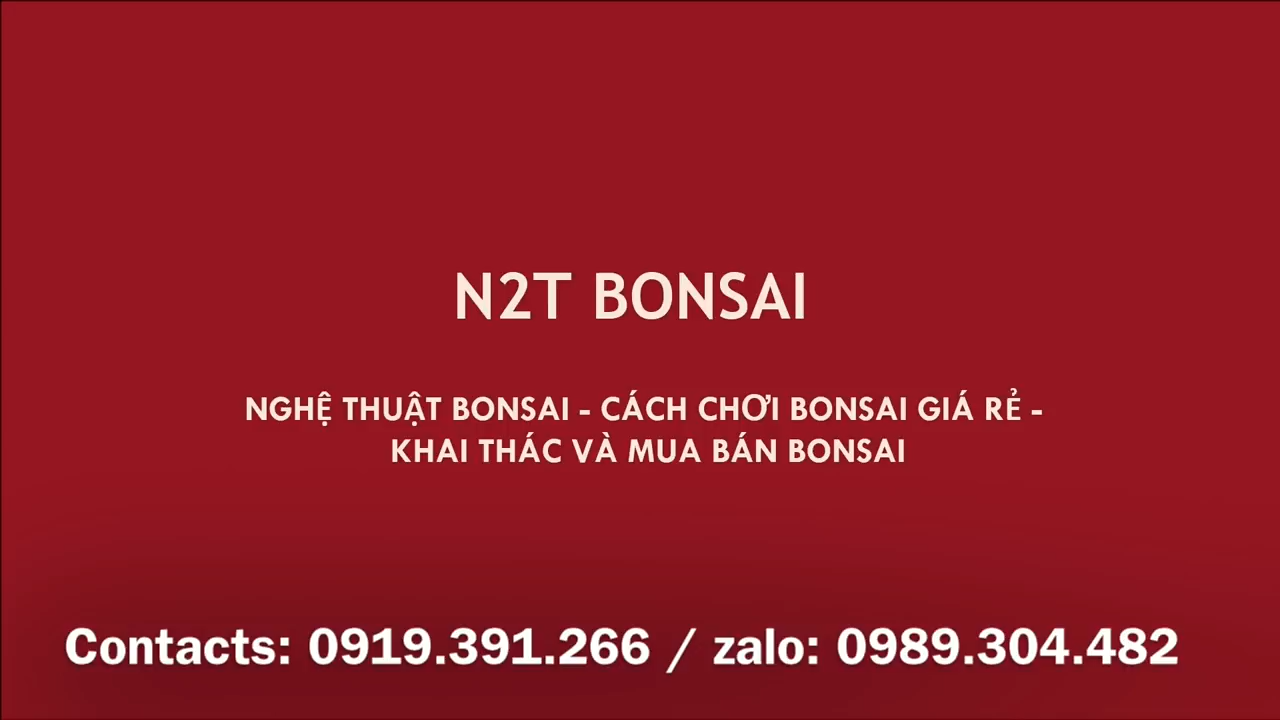 N2T BONSAI
NGHỆ THUẬT BONSAI - CÁCH CHƠI BONSAI GIÁ RẺ -
KHAI THÁC VÀ MUA BÁN BONSAI
Contacts: 0919.391.266 / zalo: 0989.304.482